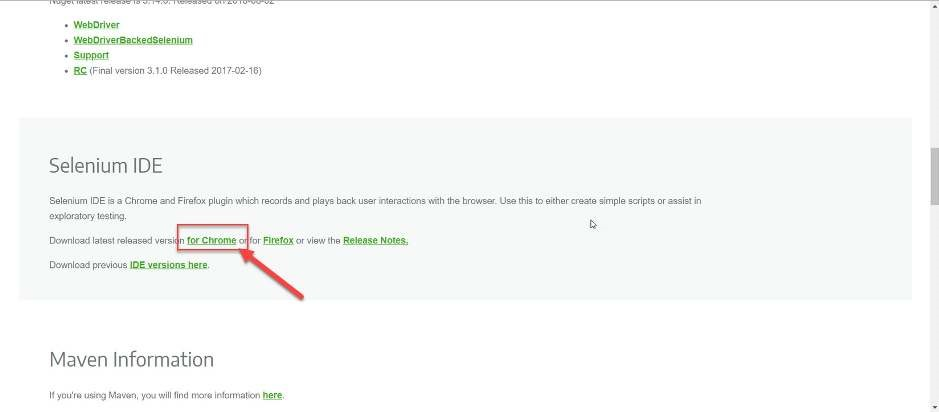 Nuget latest release is 3.14.0. Released on 2018-08-02
WebDriver
WebDriverBackedSelenium
Support
RC (Final version 3.1.0 Released 2017-02-16)
Selenium IDE
Selenium IDE is a Chrome and Firefox plugin which records and plays back user interactions with the browser. Use this to either create simple scripts or assist in
exploratory testing.
Download latest released version for Chrome or for Firefox or view the Release Notes.
Download previous IDE versions here.
Maven Information
If you're using Maven, you will find more information here.